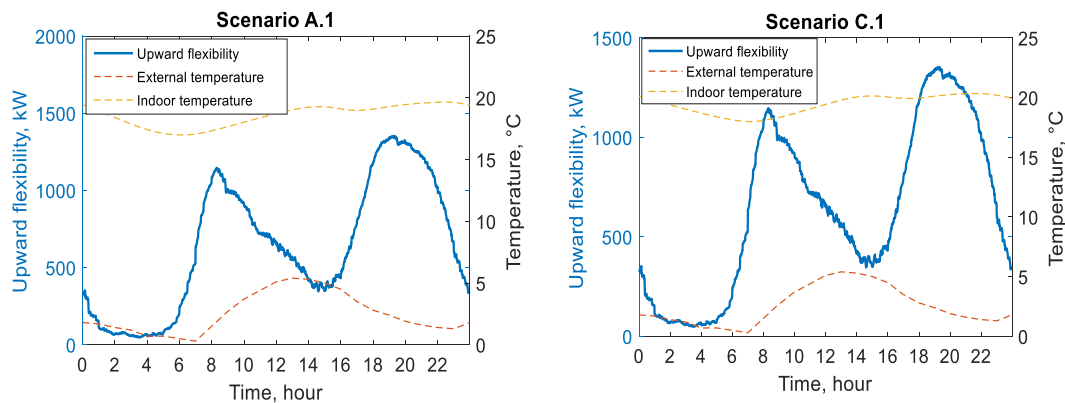 Scenario A.1
2000
1500
1000
500
0
Upward flexibility, kW
Upward flexibility
External temperature
Indoor temperature
25
20
15
10
5
0
Temperature, °C
0 2 4 6 8 10 12 14 16 18 20 22
Time, hour
Scenario C.1
1500
1000
500
0
Upward flexibility, kW
Upward flexibility
External temperature
Indoor temperature
25
20
15
10
5
0
Temperature, °C
0 2 4 6 8 10 12 14 16 18 20 22
Time, hour